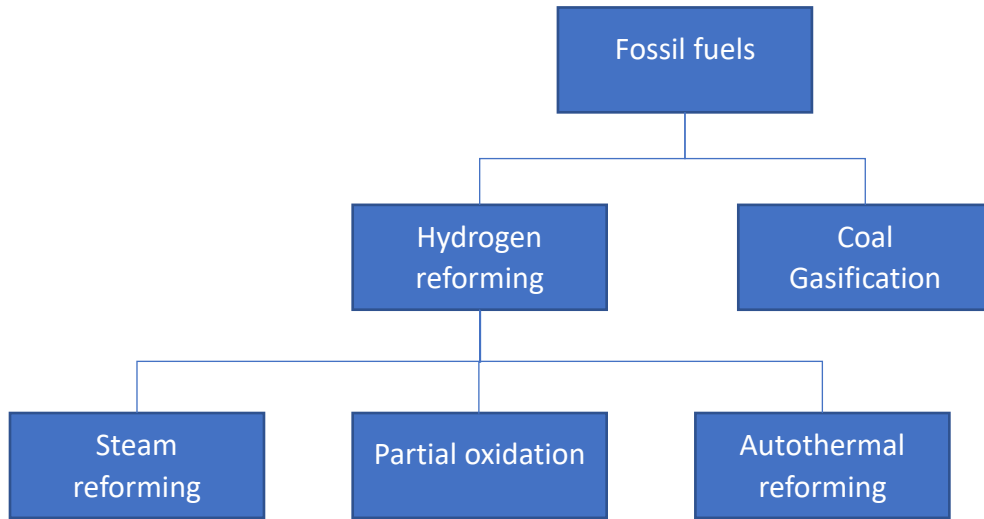 Fossil fuels
Hydrogen
reforming
Coal
Gasification
Steam
reforming
Partial oxidation
Autothermal
reforming